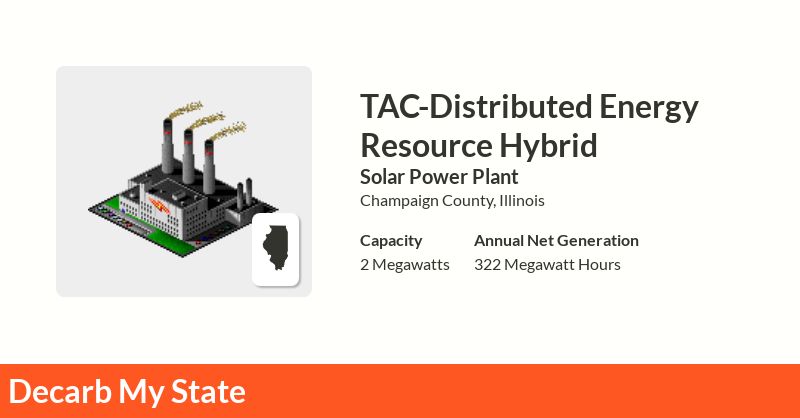 TAC-Distributed Energy
Resource Hybrid
Solar Power Plant
Champaign County, Illinois
Capacity Annual Net Generation
2 Megawatts 322 Megawatt Hours
Decarb My State